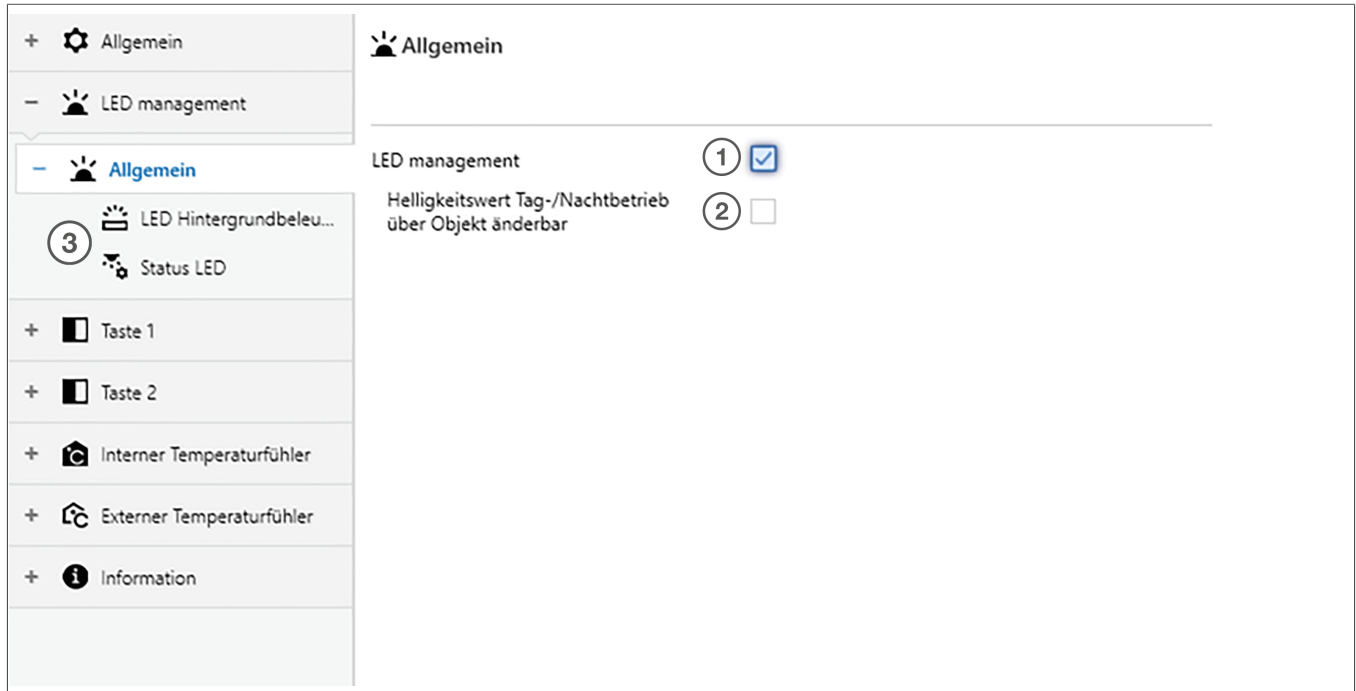 + Allgemein
− LED management
− Allgemein
LED Hintergrundbeleu...
3
Status LED
+ Taste 1
+ Taste 2
+ Interner Temperaturfühler
+ Externer Temperaturfühler
+ Information
Allgemein
LED management 1
Helligkeitswert Tag-/Nachtbetrieb
über Objekt änderbar
2